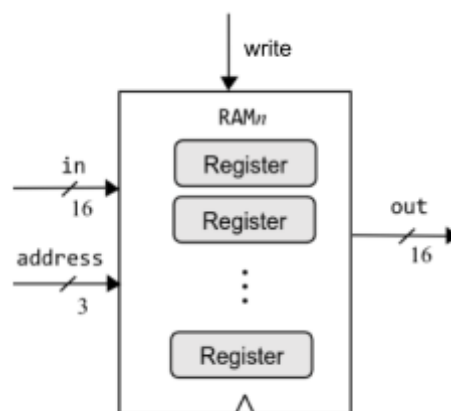 write
RAMn
Register
in
16
Register
out
16
address
3
Register